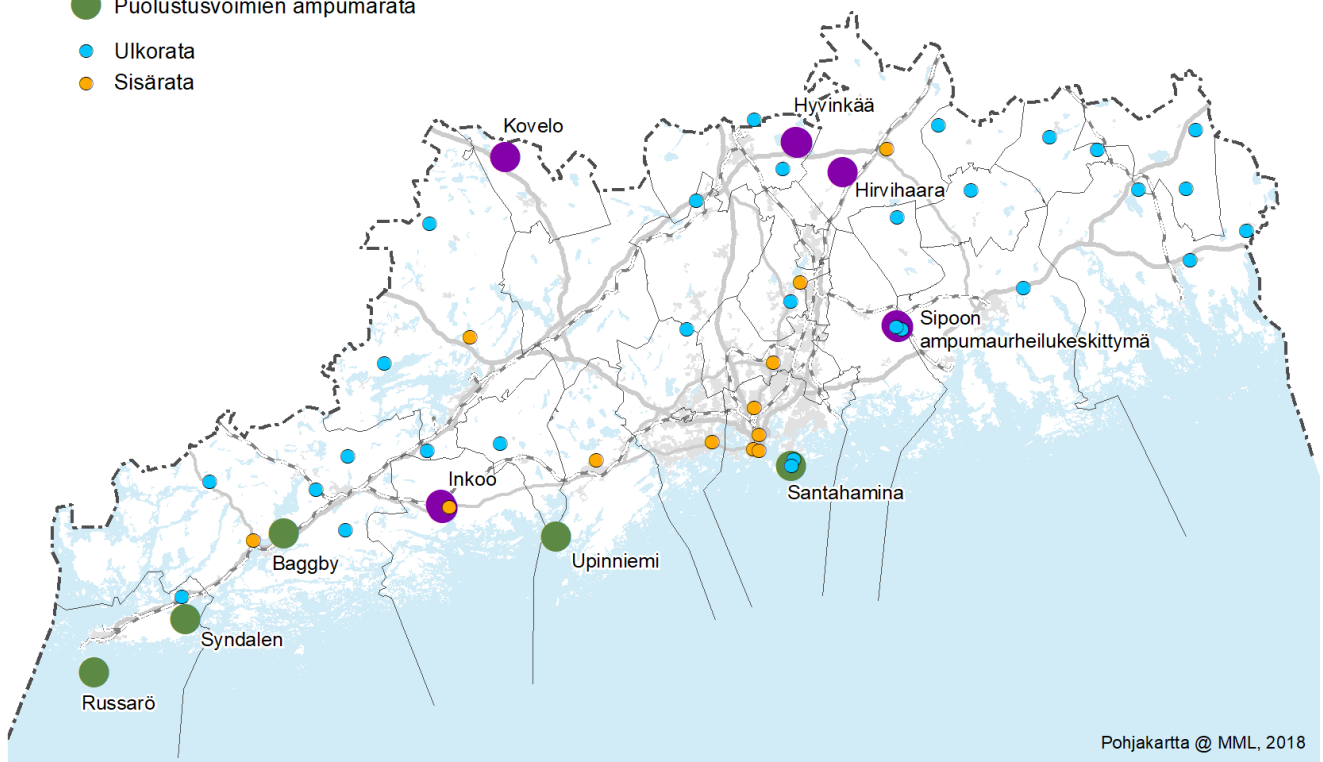 Puolustusvoimien ampumarata
Ulkorata
Sisärata
Hyvinkää
Kovelo
Hirvihaara
Sipoon
ampumaurheilukeskittymä
Inkoo
Santahamina
Baggby
Upinniemi
Syndalen
Russarö
Pohjakartta @ MML, 2018